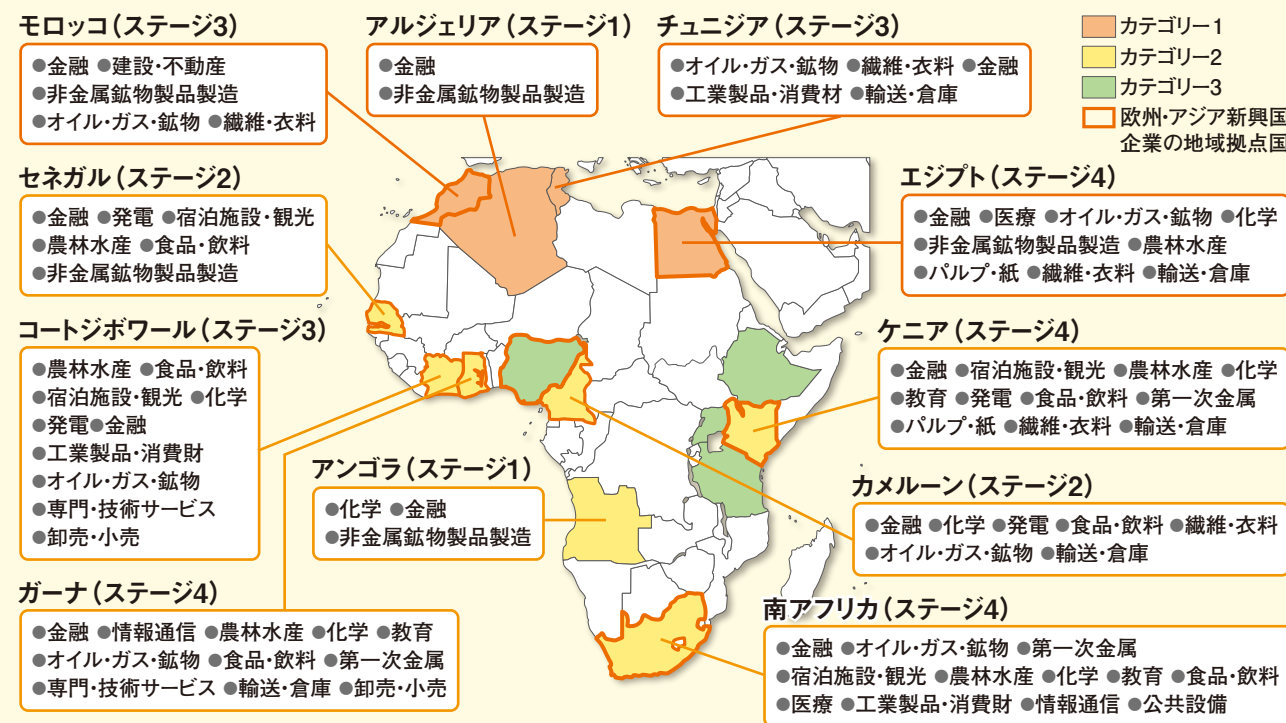 モロッコ(ステージ3)
●金融 ●建設・不動産
●非金属鉱物製品製造
●オイル・ガス・鉱物 ●繊維・衣料
アルジェリア(ステージ1)
●金融
●非金属鉱物製品製造
チュニジア(ステージ3)
●オイル・ガス・鉱物 ●繊維・衣料 ●金融
●工業製品・消費材 ●輸送・倉庫
カテゴリー1
カテゴリー2
カテゴリー3
欧州・アジア新興国
企業の地域拠点国
セネガル(ステージ2)
●金融 ●発電 ●宿泊施設・観光
●農林水産 ●食品・飲料
●非金属鉱物製品製造
エジプト(ステージ4)
●金融 ●医療 ●オイル・ガス・鉱物 ●化学
●非金属鉱物製品製造 ●農林水産
●パルプ・紙 ●繊維・衣料 ●輸送・倉庫
コートジボワール(ステージ3)
●農林水産 ●食品・飲料
●宿泊施設・観光 ●化学
●発電●金融
●工業製品・消費財
●オイル・ガス・鉱物
●専門・技術サービス
●卸売・小売
ケニア(ステージ4)
●金融 ●宿泊施設・観光 ●農林水産 ●化学
●教育 ●発電 ●食品・飲料 ●第一次金属
●パルプ・紙 ●繊維・衣料 ●輸送・倉庫
アンゴラ(ステージ1)
●化学 ●金融
●非金属鉱物製品製造
カメルーン(ステージ2)
●金融 ●化学 ●発電 ●食品・飲料 ●繊維・衣料
●オイル・ガス・鉱物 ●輸送・倉庫
ガーナ(ステージ4)
●金融 ●情報通信 ●農林水産 ●化学 ●教育
●オイル・ガス・鉱物 ●食品・飲料 ●第一次金属
●専門・技術サービス ●輸送・倉庫 ●卸売・小売
南アフリカ(ステージ4)
●金融 ●オイル・ガス・鉱物 ●第一次金属
●宿泊施設・観光 ●農林水産 ●化学 ●教育 ●食品・飲料
●医療 ●工業製品・消費財 ●情報通信 ●公共設備